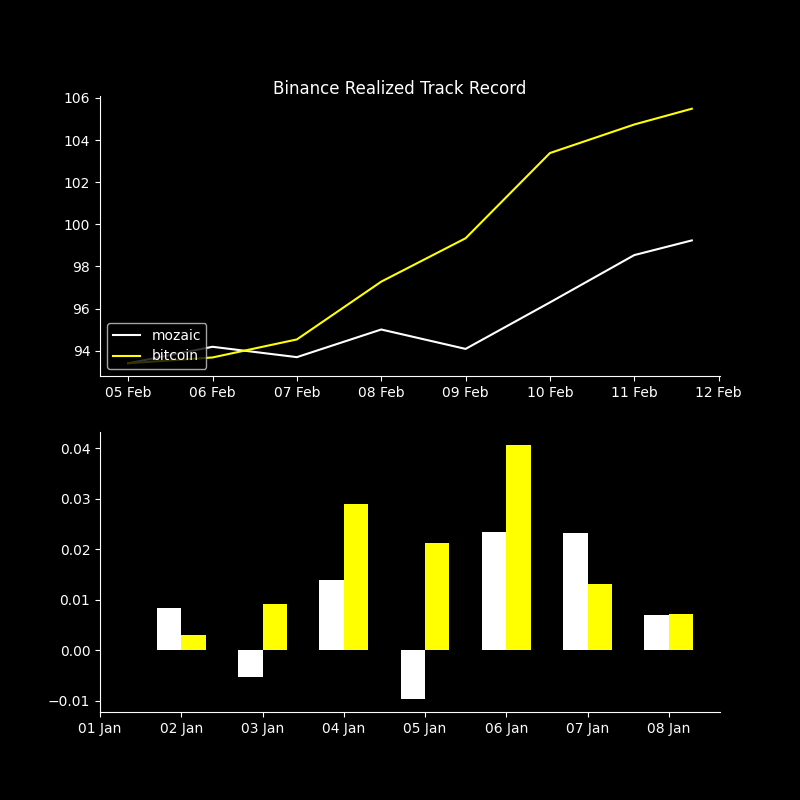 Binance Realized Track Record
106
104
102
100
98
96
94
mozaic
bitcoin
05 Feb 06 Feb 07 Feb 08 Feb 09 Feb 10 Feb 11 Feb 12 Feb
0.04
0.03
0.02
0.01
0.00
−0.01
01 Jan 02 Jan 03 Jan 04 Jan 05 Jan 06 Jan 07 Jan 08 Jan